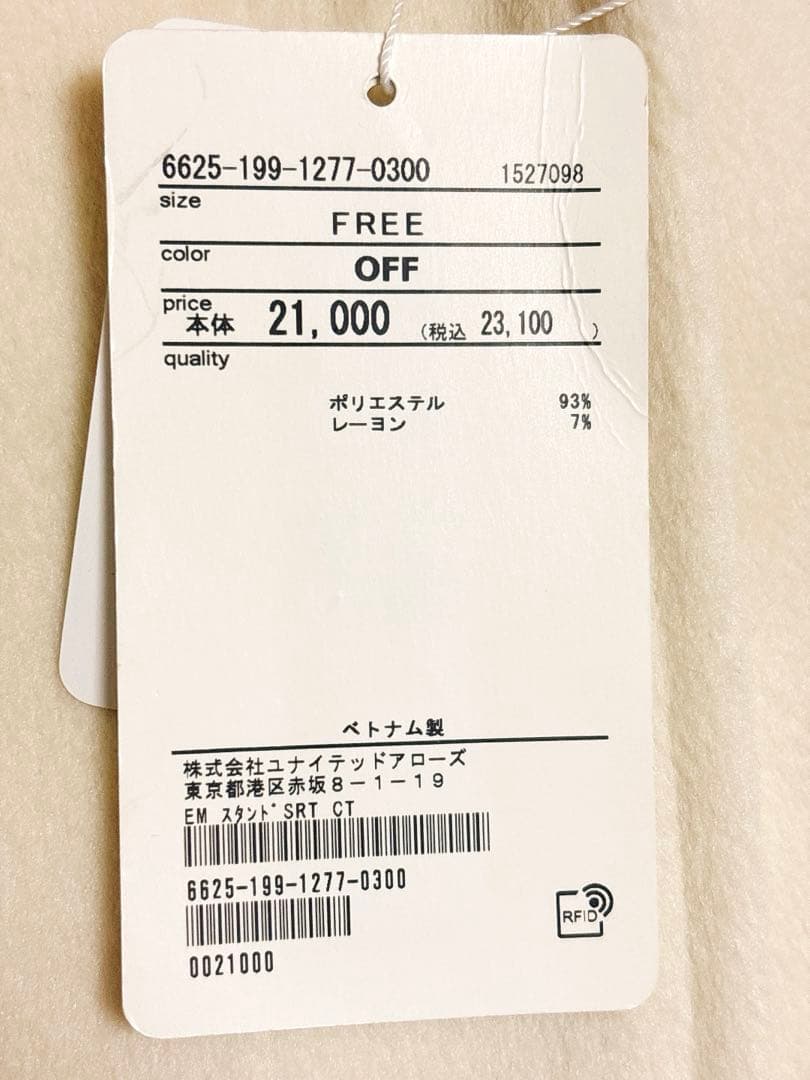 6625-199-1277-0300 1527098
size
FREE
color
OFF
price
本体 21,000 (税込 23,100 )
quality
ポリエステル 93%
レーヨン 7%
ベトナム製
株式会社ユナイテッドアローズ
東京都港区赤坂8-1-19
EM スタンドSRT CT
6625-199-1277-0300
0021000
RFID